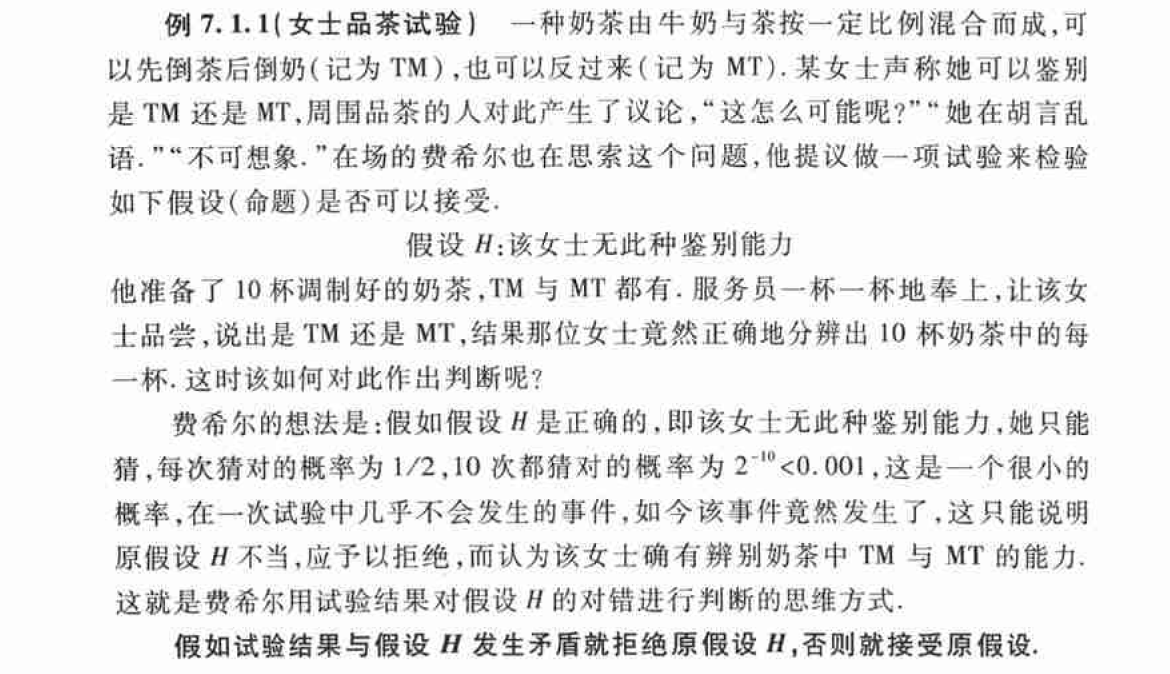 例 7.1.1(女士品茶试验) 一种奶茶由牛奶与茶按一定比例混合而成,可
以先倒茶后倒奶(记为 TM),也可以反过来(记为 MT).某女士声称她可以鉴别
是 TM 还是 MT,周围品茶的人对此产生了议论,“这怎么可能呢?”“她在胡言乱
语.”“不可想象.”在场的费希尔也在思索这个问题,他提议做一项试验来检验
如下假设(命题)是否可以接受.
假设 H:该女士无此种鉴别能力
他准备了 10 杯调制好的奶茶,TM 与 MT 都有.服务员一杯一杯地奉上,让该女
士品尝,说出是 TM 还是 MT,结果那位女士竟然正确地分辨出 10 杯奶茶中的每
一杯.这时该如何对此作出判断呢?
费希尔的想法是:假如假设 H 是正确的,即该女士无此种鉴别能力,她只能
猜,每次猜对的概率为 1/2,10 次都猜对的概率为 2⁻¹⁰<0.001,这是一个很小的
概率,在一次试验中几乎不会发生的事件,如今该事件竟然发生了,这只能说明
原假设 H 不当,应予以拒绝,而认为该女士确有辨别奶茶中 TM 与 MT 的能力.
这就是费希尔用试验结果对假设 H 的对错进行判断的思维方式.
假如试验结果与假设 H 发生矛盾就拒绝原假设 H,否则就接受原假设.